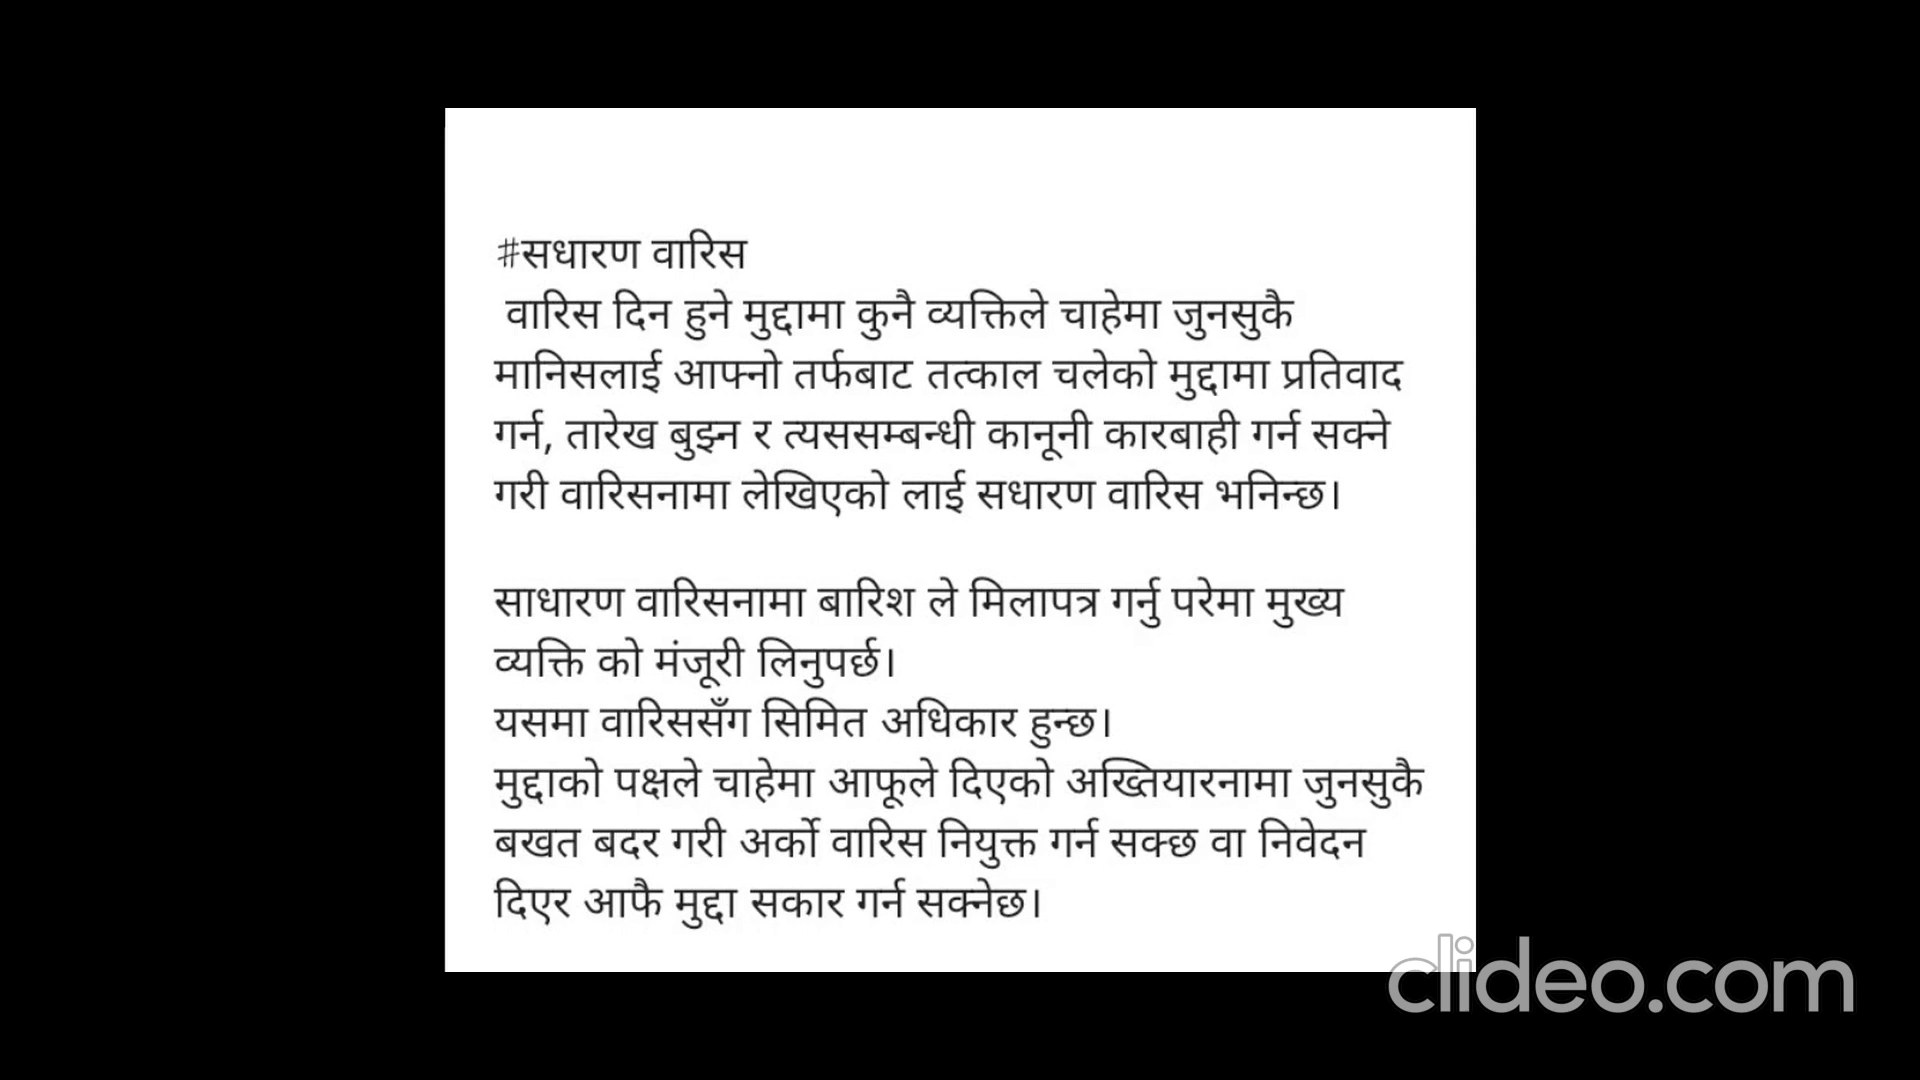 #सधारण वारिस
वारिस दिन हुने मुद्दामा कुनै व्यक्तिले चाहेमा जुनसुकै
मानिसलाई आफ्नो तर्फबाट तत्काल चलेको मुद्दामा प्रतिवाद
गर्न, तारेख बुझ्न र त्यससम्बन्धी कानूनी कारबाही गर्न सक्ने
गरी वारिसनामा लेखिएको लाई सधारण वारिस भनिन्छ।
साधारण वारिसनामा बारिश ले मिलापत्र गर्नु परेमा मुख्य
व्यक्ति को मंजूरी लिनुपर्छ।
यसमा वारिससँग सिमित अधिकार हुन्छ।
मुद्दाको पक्षले चाहेमा आफूले दिएको अख्तियारनामा जुनसुकै
बखत बदर गरी अर्को वारिस नियुक्त गर्न सक्छ वा निवेदन
दिएर आफै मुद्दा सकार गर्न सक्नेछ।
clideo.com